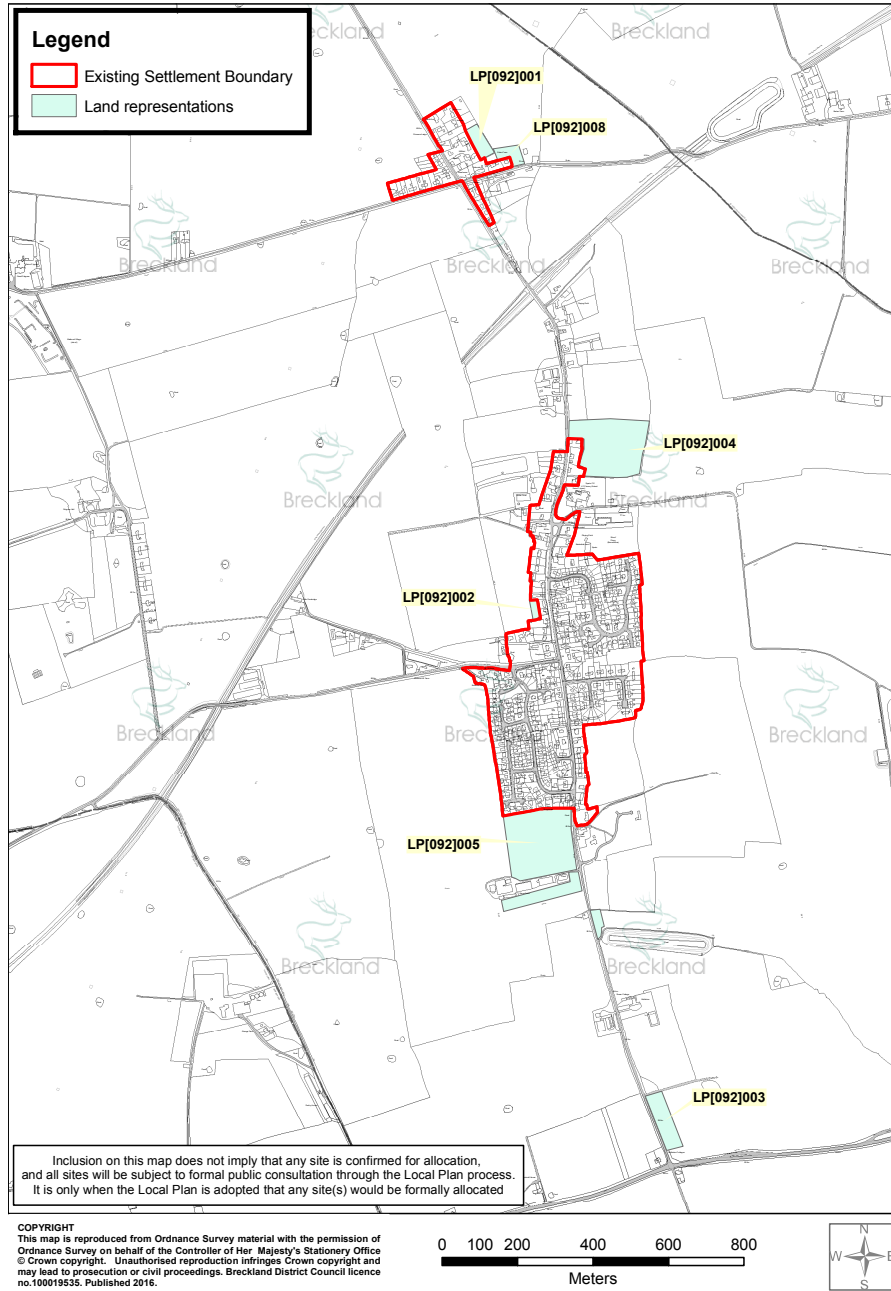 Legend
Existing Settlement Boundary
Land representations
Breckland
Breckland
LP[092]001
LP[092]008
Breckland
Breckland
Breckland
LP[092]004
Breckland
Breckland
LP[092]002
Breckland
Breckland
Breckland
LP[092]005
Breckland
Breckland
LP[092]003
Inclusion on this map does not imply that any site is confirmed for allocation,
and all sites will be subject to formal public consultation through the Local Plan process.
It is only when the Local Plan is adopted that any site(s) would be formally allocated
COPYRIGHT
This map is reproduced from Ordnance Survey material with the permission of
Ordnance Survey on behalf of the Controller of Her Majesty's Stationery Office
© Crown copyright. Unauthorised reproduction infringes Crown copyright and
may lead to prosecution or civil proceedings. Breckland District Council licence
no.100019535. Published 2016.
0 100 200 400 600 800
Meters
N
W E
S